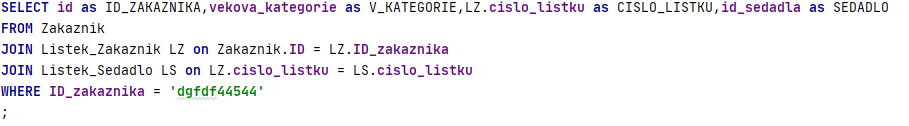 SELECT id as ID_ZAKAZNIKA,vekova_kategorie as V_KATEGORIE,LZ.cislo_listku as CISLO_LISTKU,id_sedadla as SEDADLO
FROM Zakaznik
JOIN Listek_Zakaznik LZ on Zakaznik.ID = LZ.ID_zakaznika
JOIN Listek_Sedadlo LS on LZ.cislo_listku = LS.cislo_listku
WHERE ID_zakaznika = 'dgfdf44544'
;